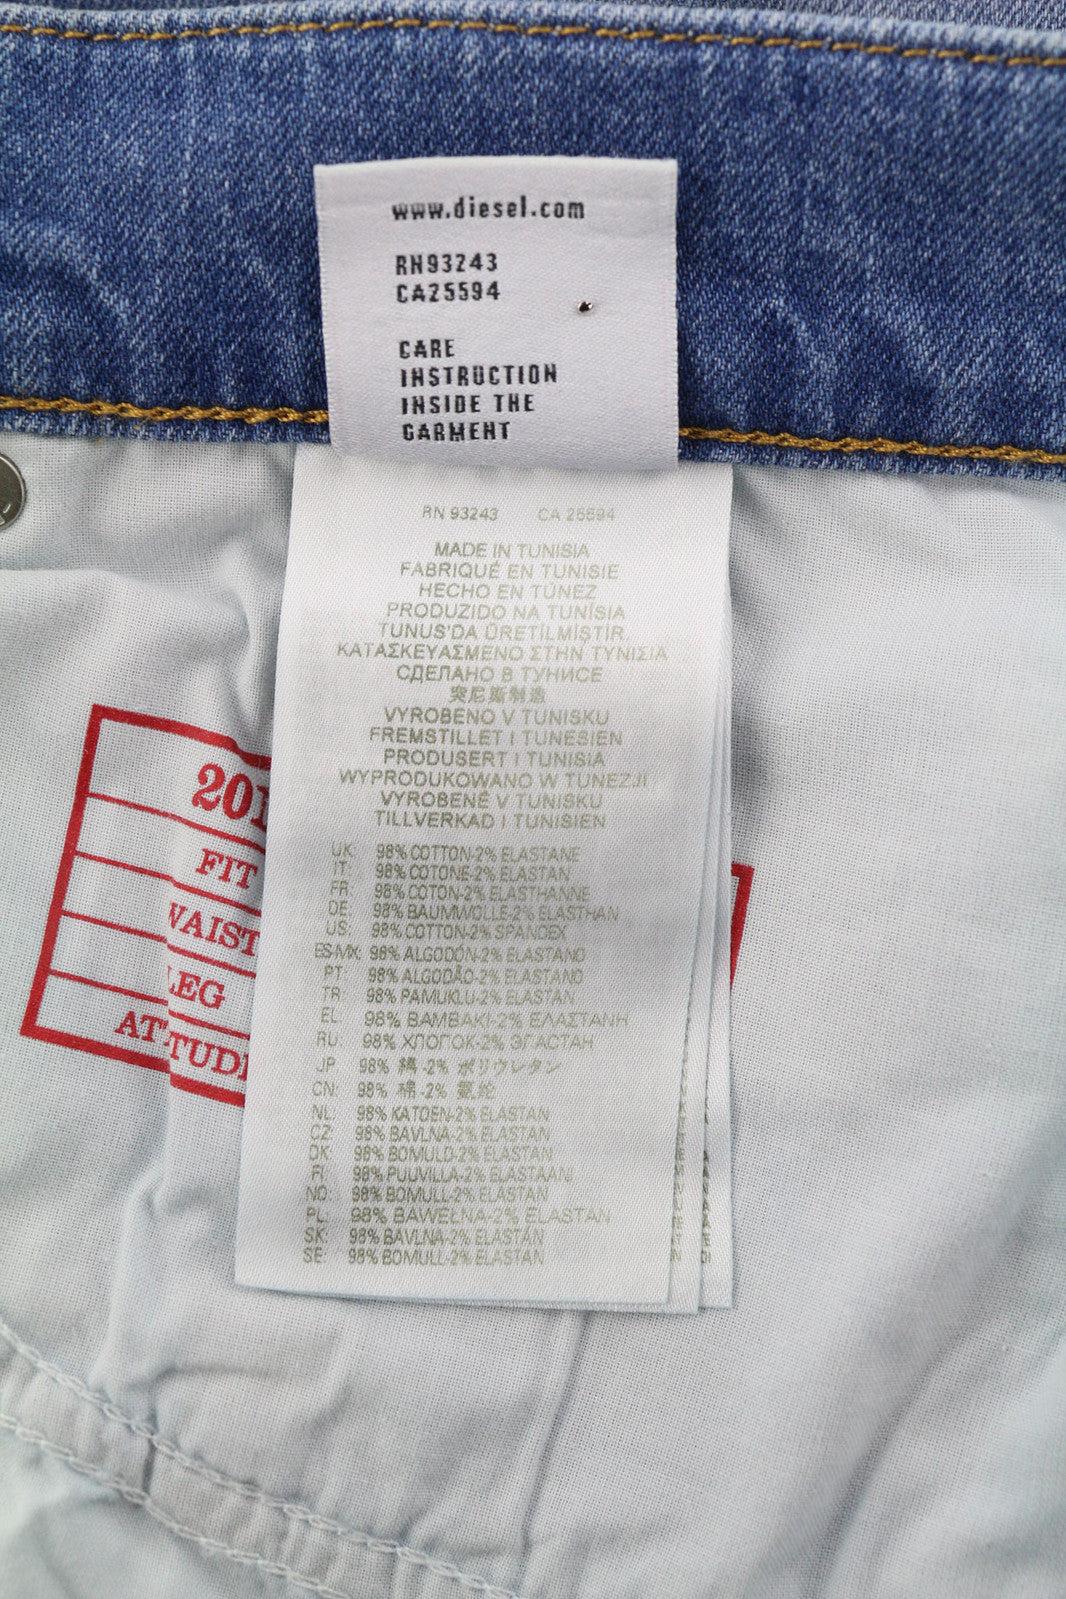 www.diesel.com
RN93243
CA25594
CARE
INSTRUCTION
INSIDE THE
GARMENT
RN 93243 CA 25594
MADE IN TUNISIA
FABRIQUÉ EN TUNISIE
HECHO EN TÚNEZ
PRODUZIDO NA TUNÍSIA
TUNUS'DA ÜRETİLMİŞTİR.
ΚΑΤΑΣΚΕΥΑΣΜΕΝΟ ΣΤΗΝ ΤΥΝΙΣΙΑ
СДЕЛАНО В ТУНИСЕ
突尼斯制造
VYROBENO V TUNISKU
FREMSTILLET I TUNESIEN
PRODUSERT I TUNISIA
WYPRODUKOWANO W TUNEZJI
VYROBENÉ V TUNISKU
TILLVERKAD I TUNISIEN
UK: 98% COTTON-2% ELASTANE
IT: 98% COTONE-2% ELASTAN
FR: 98% COTON-2% ELASTHANNE
DE: 98% BAUMWOLLE-2% ELASTHAN
US: 98% COTTON-2% SPANDEX
ES-MX: 98% ALGODÓN-2% ELASTANO
PT: 98% ALGODÃO-2% ELASTANO
TR: 98% PAMUKLU-2% ELASTAN
EL: 98% ΒΑΜΒΑΚΙ-2% ΕΛΑΣΤΑΝΗ
RU: 98% ХЛОПОК-2% ЭЛАСТАН
JP: 98% 綿 -2% ポリウレタン
CN: 98% 棉 -2% 氨纶
NL: 98% KATOEN-2% ELASTAN
CZ: 98% BAVLNA-2% ELASTAN
DK: 98% BOMULD-2% ELASTAN
FI: 98% PUUVILLA-2% ELASTAANI
NO: 98% BOMULL-2% ELASTAN
PL: 98% BAWEŁNA-2% ELASTAN
SK: 98% BAVLNA-2% ELASTÁN
SE: 98% BOMULL-2% ELASTAN
201
FIT
WAIST
LEG
ATTITUDE